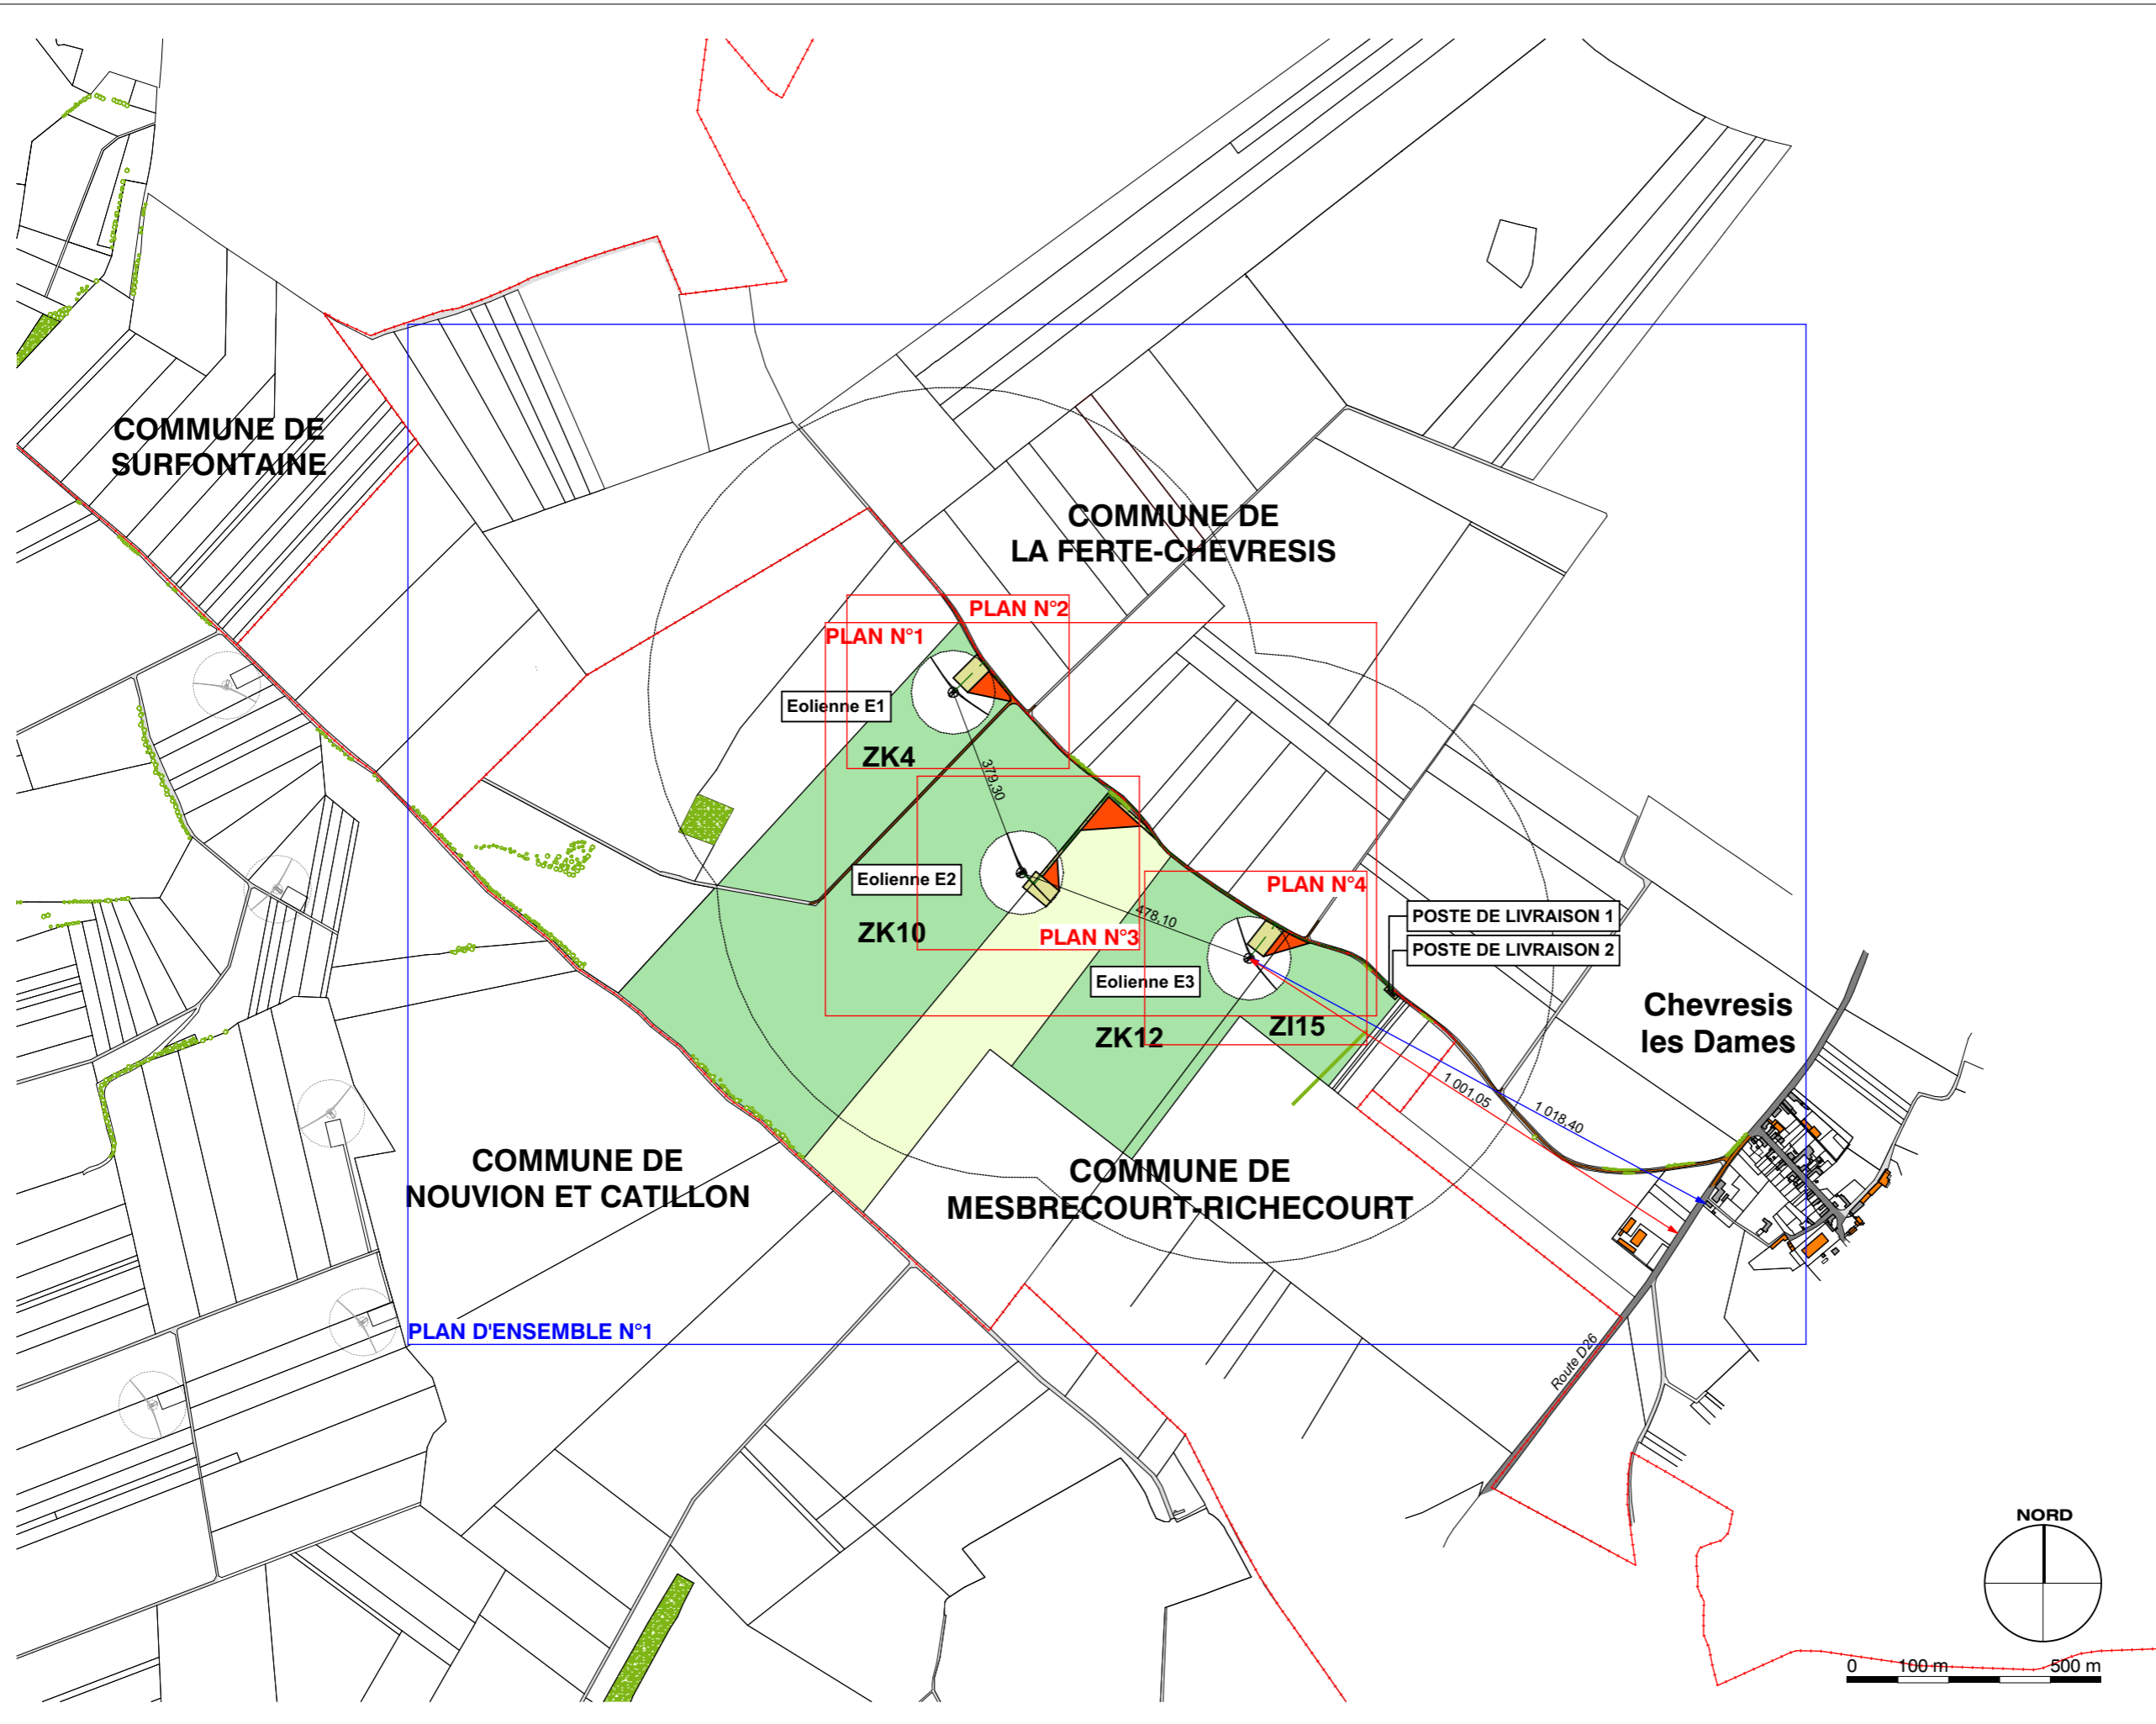 COMMUNE DE
SURFONTAINE
COMMUNE DE
LA FERTE-CHEVRESIS
PLAN N°2
PLAN N°1
Eolienne E1
ZK4
379,30
Eolienne E2
ZK10
PLAN N°3
478,10
PLAN N°4
POSTE DE LIVRAISON 1
POSTE DE LIVRAISON 2
Eolienne E3
ZK12
ZI15
Chevresis
les Dames
1 001,05
1 018,40
COMMUNE DE
NOUVION ET CATILLON
COMMUNE DE
MESBRECOURT-RICHECOURT
PLAN D'ENSEMBLE N°1
Route D26
NORD
0 100 m 500 m